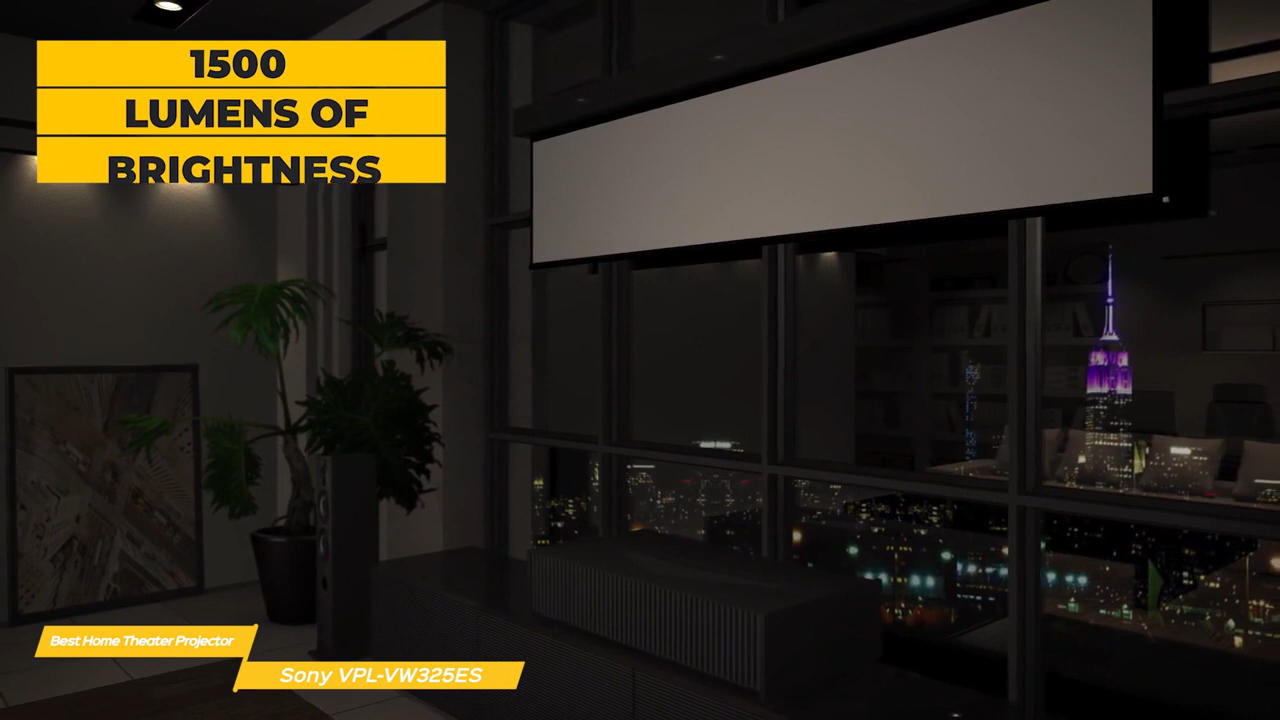 1500
LUMENS OF
BRIGHTNESS
Best Home Theater Projector
Sony VPL-VW325ES